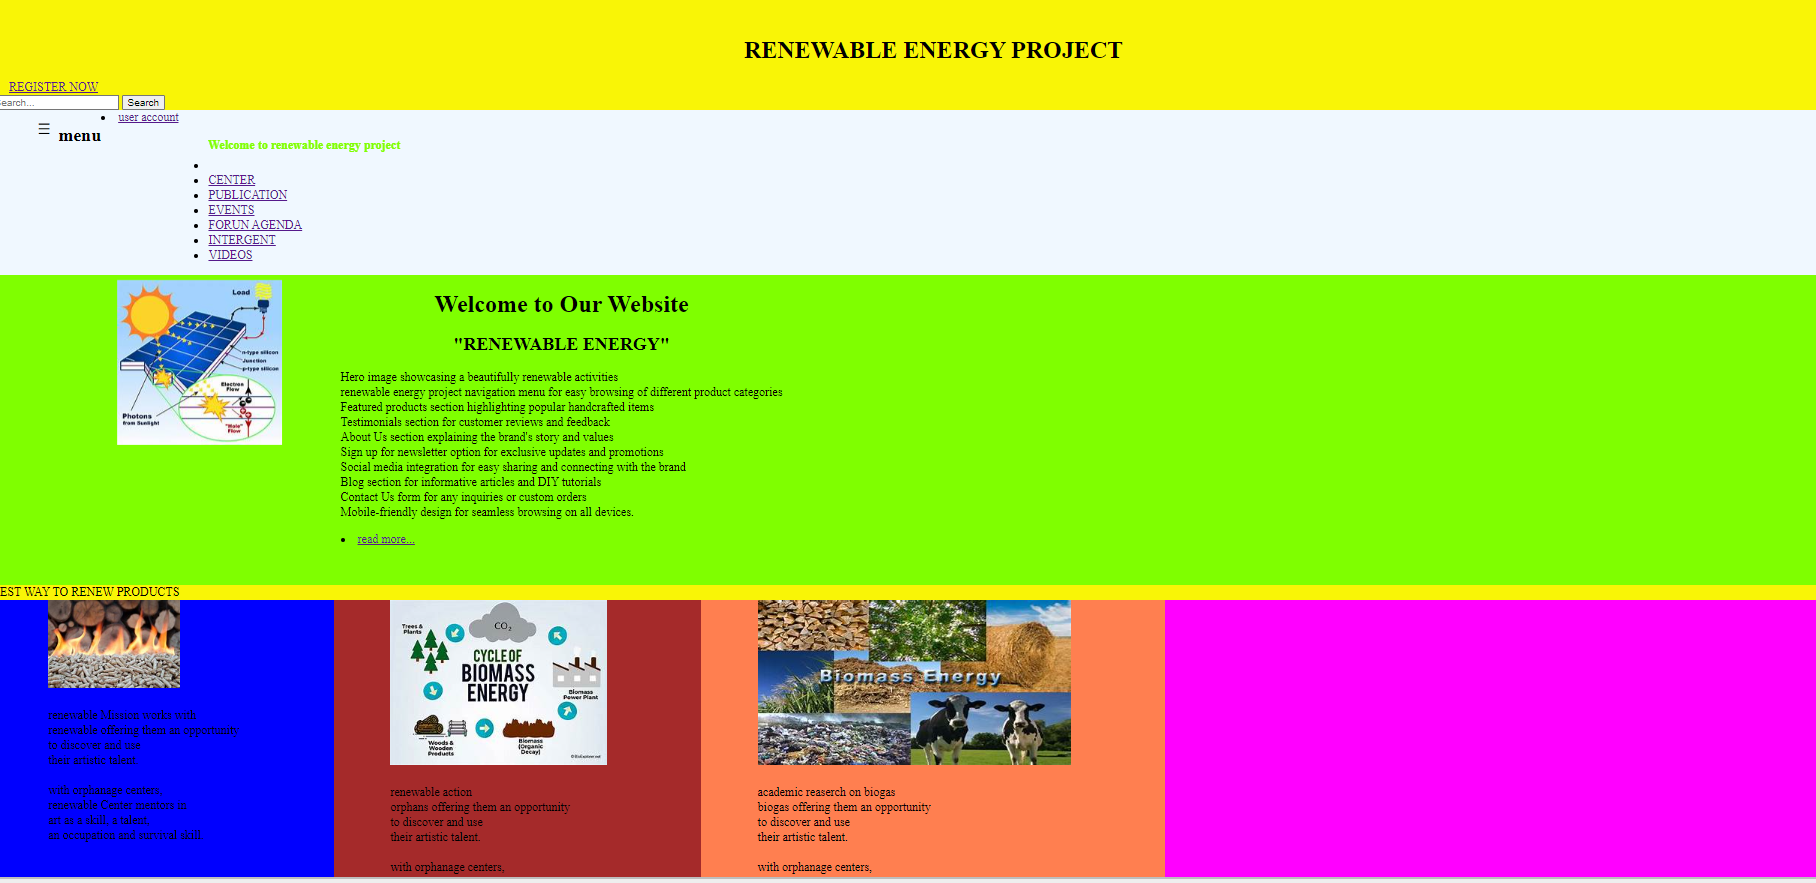 RENEWABLE ENERGY PROJECT
REGISTER NOW
earch...
Search
user account
☰ menu
Welcome to renewable energy project
CENTER
PUBLICATION
EVENTS
FORUN AGENDA
INTERGENT
VIDEOS
Load
n-type silicon
Junction
p-type silicon
Electron
Flow
Photons
from Sunlight
"Hole"
Flow
Welcome to Our Website
"RENEWABLE ENERGY"
Hero image showcasing a beautifully renewable activities
renewable energy project navigation menu for easy browsing of different product categories
Featured products section highlighting popular handcrafted items
Testimonials section for customer reviews and feedback
About Us section explaining the brand's story and values
Sign up for newsletter option for exclusive updates and promotions
Social media integration for easy sharing and connecting with the brand
Blog section for informative articles and DIY tutorials
Contact Us form for any inquiries or custom orders
Mobile-friendly design for seamless browsing on all devices.
read more...
EST WAY TO RENEW PRODUCTS
renewable Mission works with
renewable offering them an opportunity
to discover and use
their artistic talent.
with orphanage centers,
renewable Center mentors in
art as a skill, a talent,
an occupation and survival skill.
CO₂
Trees &
Plants
CYCLE OF
BIOMASS
ENERGY
Biomass
Power Plant
Woods &
Wooden
Products
Biomass
(Organic
Decay)
renewable action
orphans offering them an opportunity
to discover and use
their artistic talent.
with orphanage centers,
Biomass Energy
academic reaserch on biogas
biogas offering them an opportunity
to discover and use
their artistic talent.
with orphanage centers,